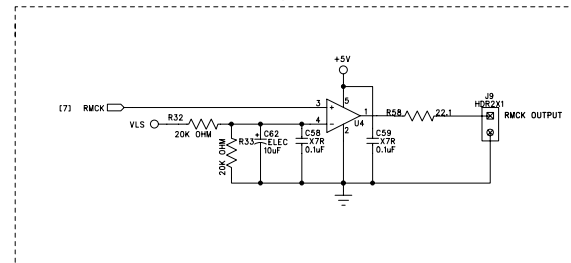 +5V
J9
HDR2X1
[7] RMCK
3
+
5
1
R58
22.1
RMCK OUTPUT
VLS
R32
20K OHM
4
-
U4
2
20K OHM
R33
+
C62
ELEC
10uF
C58
X7R
0.1uF
C59
X7R
0.1uF